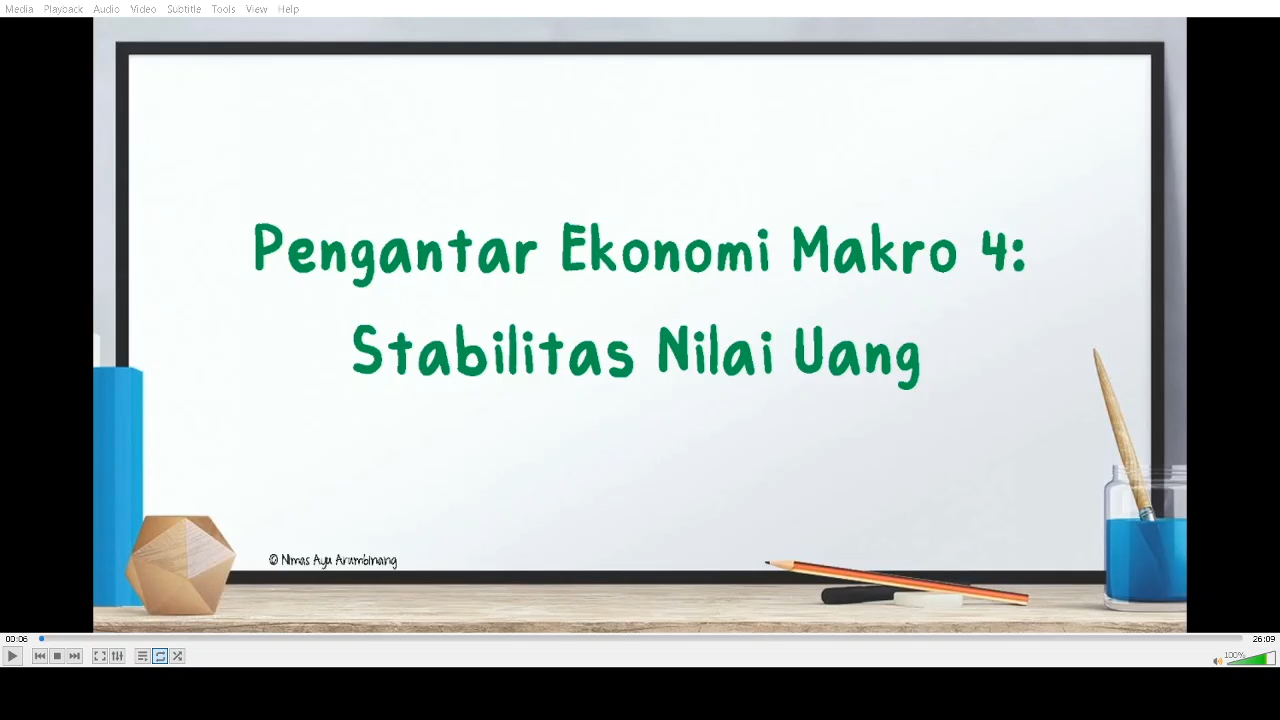 Media Playback Audio Video Subtitle Tools View Help
Pengantar Ekonomi Makro 4:
Stabilitas Nilai Uang
© Nimas Ayu Arumbinang
00:06 26:09
100%